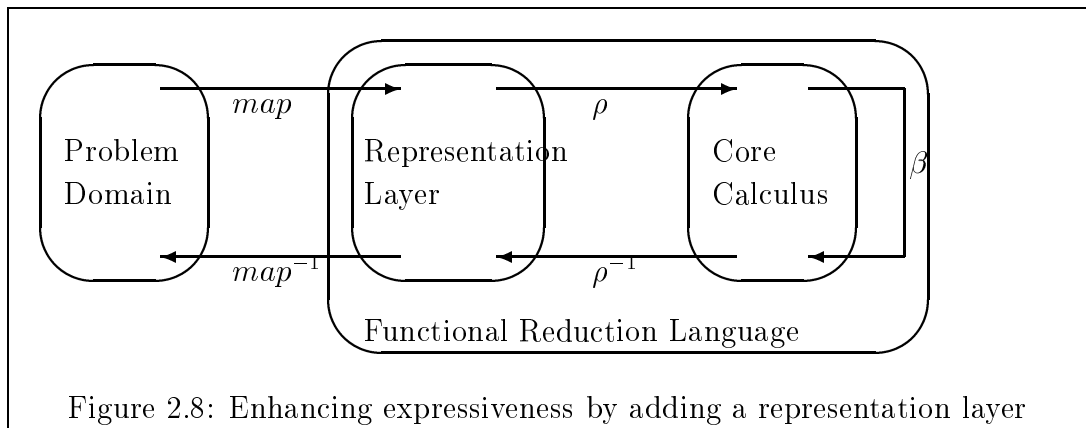 map
ρ
Problem
Domain
Representation
Layer
Core
Calculus
β
map⁻¹
ρ⁻¹
Functional Reduction Language
Figure 2.8: Enhancing expressiveness by adding a representation layer